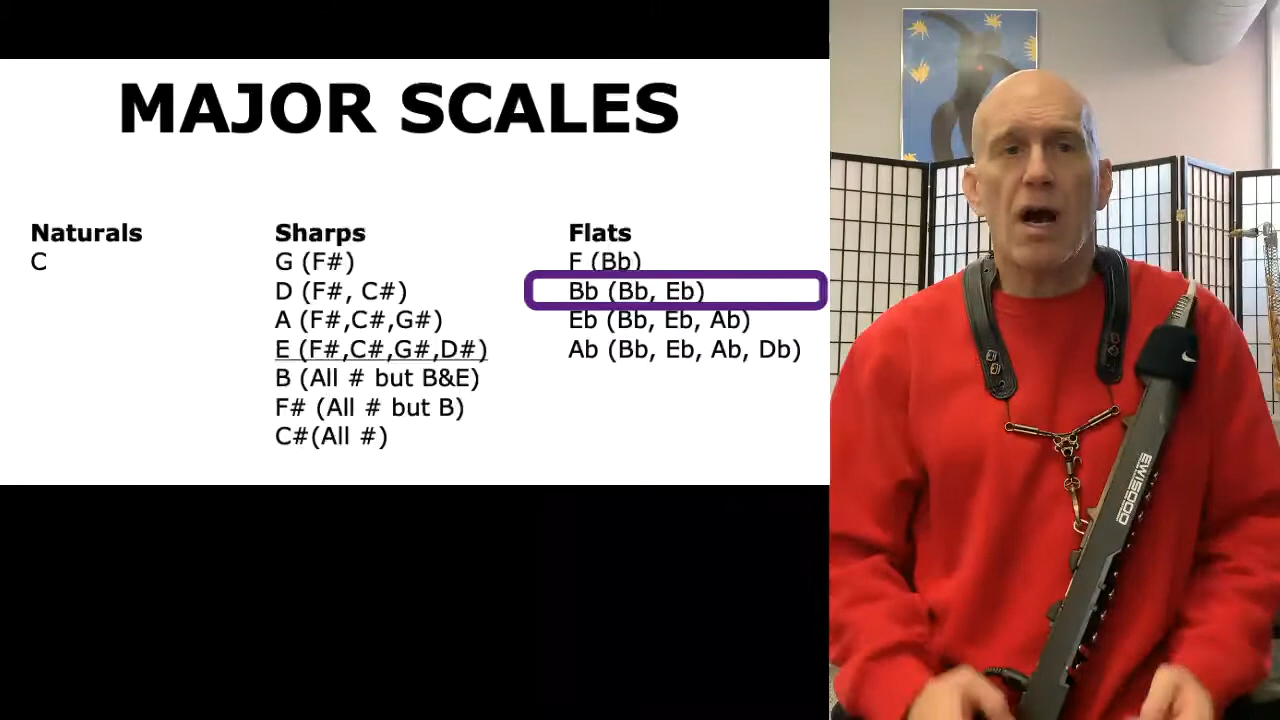 MAJOR SCALES
Naturals
C
Sharps
G (F#)
D (F#, C#)
A (F#,C#,G#)
E (F#,C#,G#,D#)
B (All # but B&E)
F# (All # but B)
C#(All #)
Flats
F (Bb)
Bb (Bb, Eb)
Eb (Bb, Eb, Ab)
Ab (Bb, Eb, Ab, Db)
EWI5000